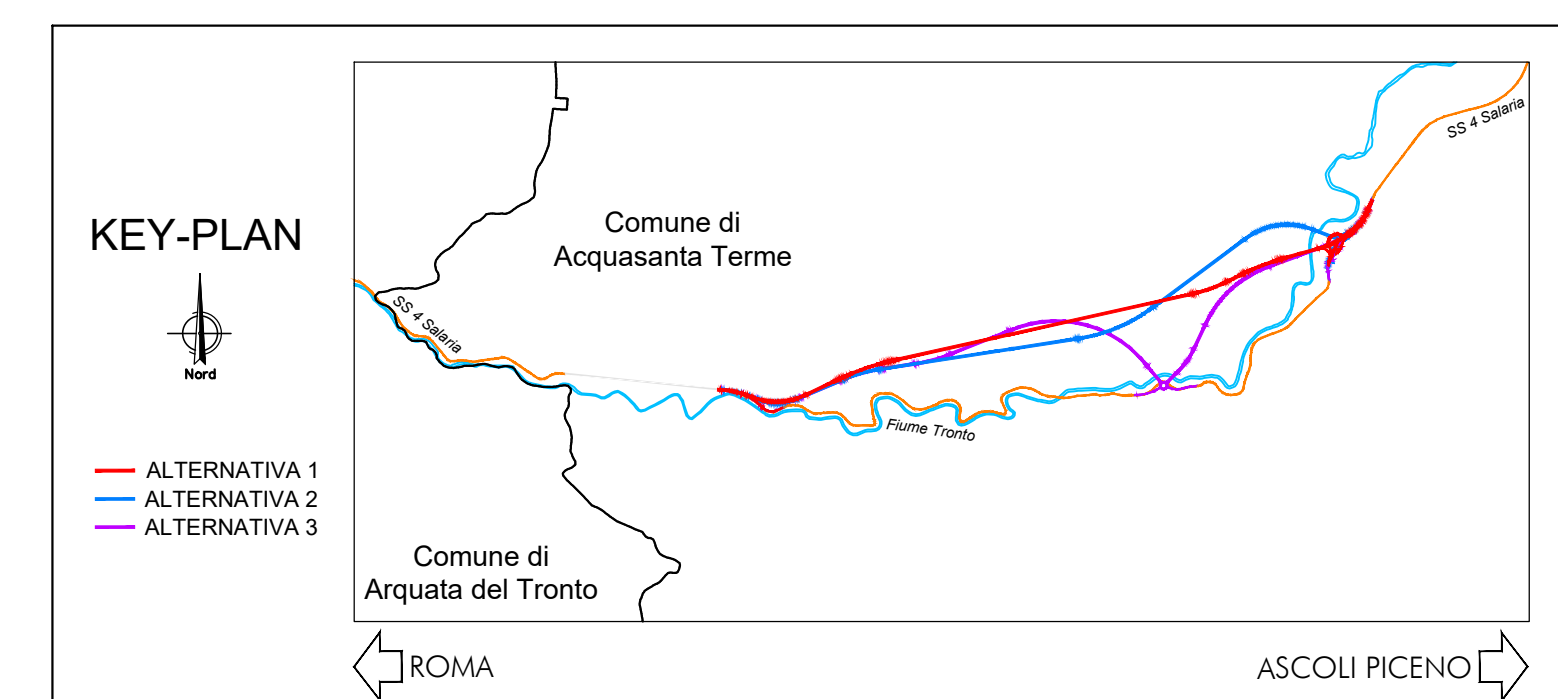 KEY-PLAN
Nord
ALTERNATIVA 1
ALTERNATIVA 2
ALTERNATIVA 3
Comune di
Acquasanta Terme
SS 4 Salaria
SS 4 Salaria
Fiume Tronto
Comune di
Arquata del Tronto
ROMA
ASCOLI PICENO